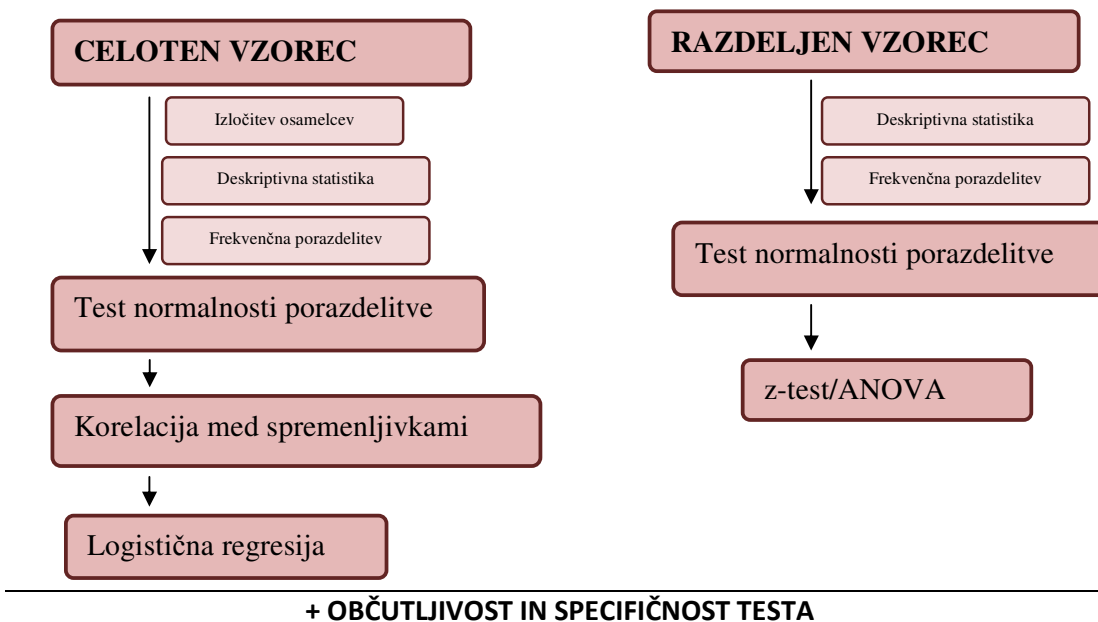 CELOTEN VZOREC
Izločitev osamelcev
Deskriptivna statistika
Frekvenčna porazdelitev
Test normalnosti porazdelitve
Korelacija med spremenljivkami
Logistična regresija
RAZDELJEN VZOREC
Deskriptivna statistika
Frekvenčna porazdelitev
Test normalnosti porazdelitve
z-test/ANOVA
+ OBČUTLJIVOST IN SPECIFIČNOST TESTA